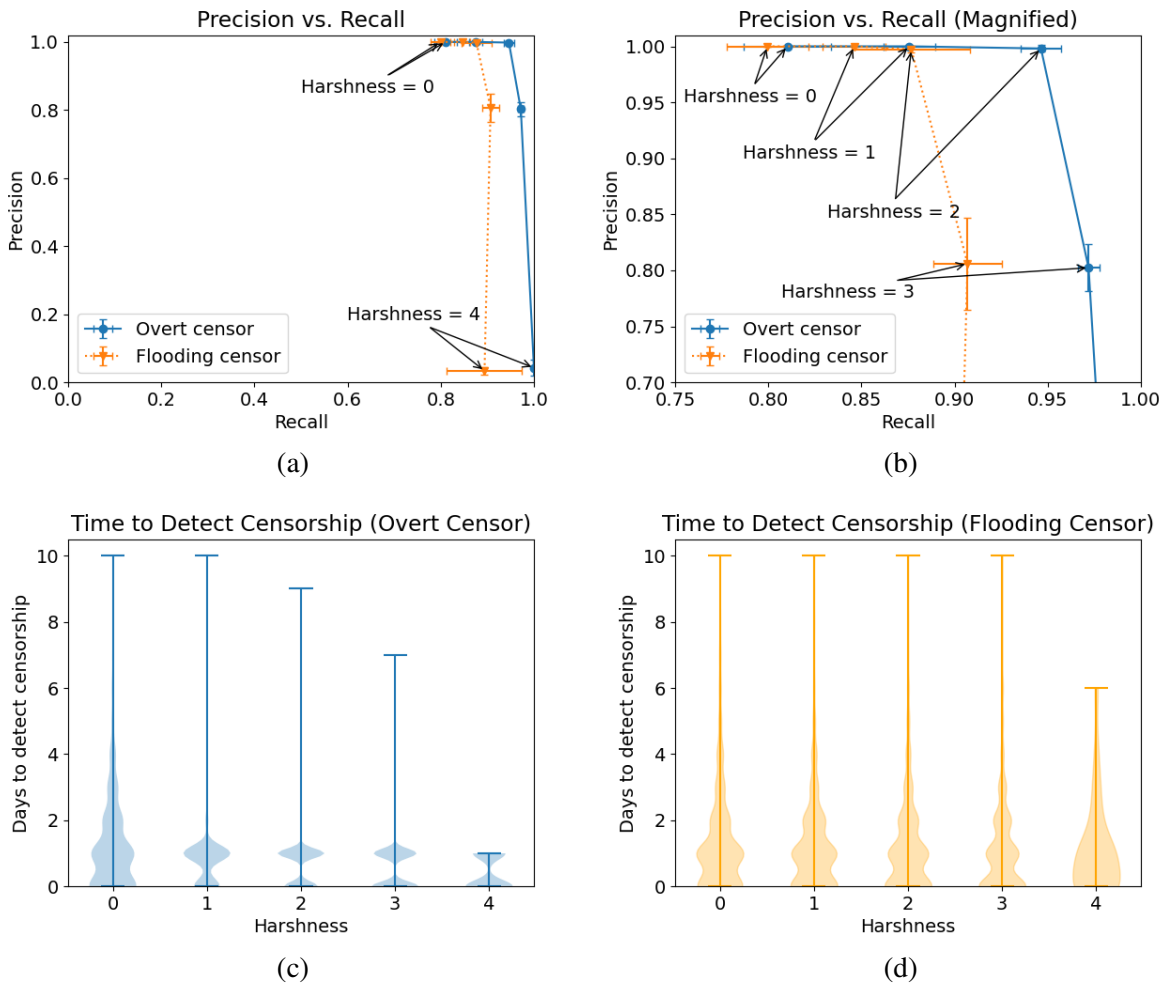 Precision vs. Recall
1.0
0.8
0.6
0.4
0.2
0.0
Precision
Harshness = 0
Harshness = 4
Overt censor
Flooding censor
0.0 0.2 0.4 0.6 0.8 1.0
Recall
(a)
Precision vs. Recall (Magnified)
1.00
0.95
0.90
0.85
0.80
0.75
0.70
Precision
Harshness = 0
Harshness = 1
Harshness = 2
Harshness = 3
Overt censor
Flooding censor
0.75 0.80 0.85 0.90 0.95 1.00
Recall
(b)
Time to Detect Censorship (Overt Censor)
10
8
6
4
2
0
Days to detect censorship
0 1 2 3 4
Harshness
(c)
Time to Detect Censorship (Flooding Censor)
10
8
6
4
2
0
Days to detect censorship
0 1 2 3 4
Harshness
(d)